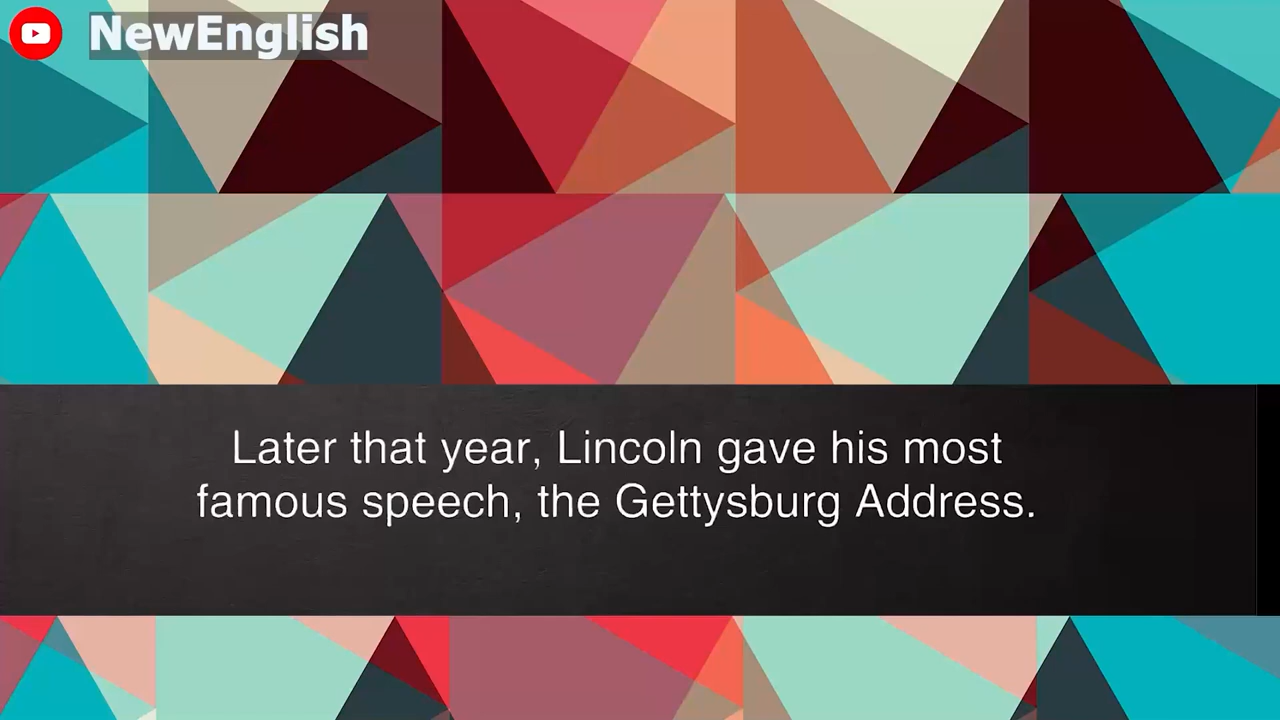 NewEnglish
Later that year, Lincoln gave his most
famous speech, the Gettysburg Address.